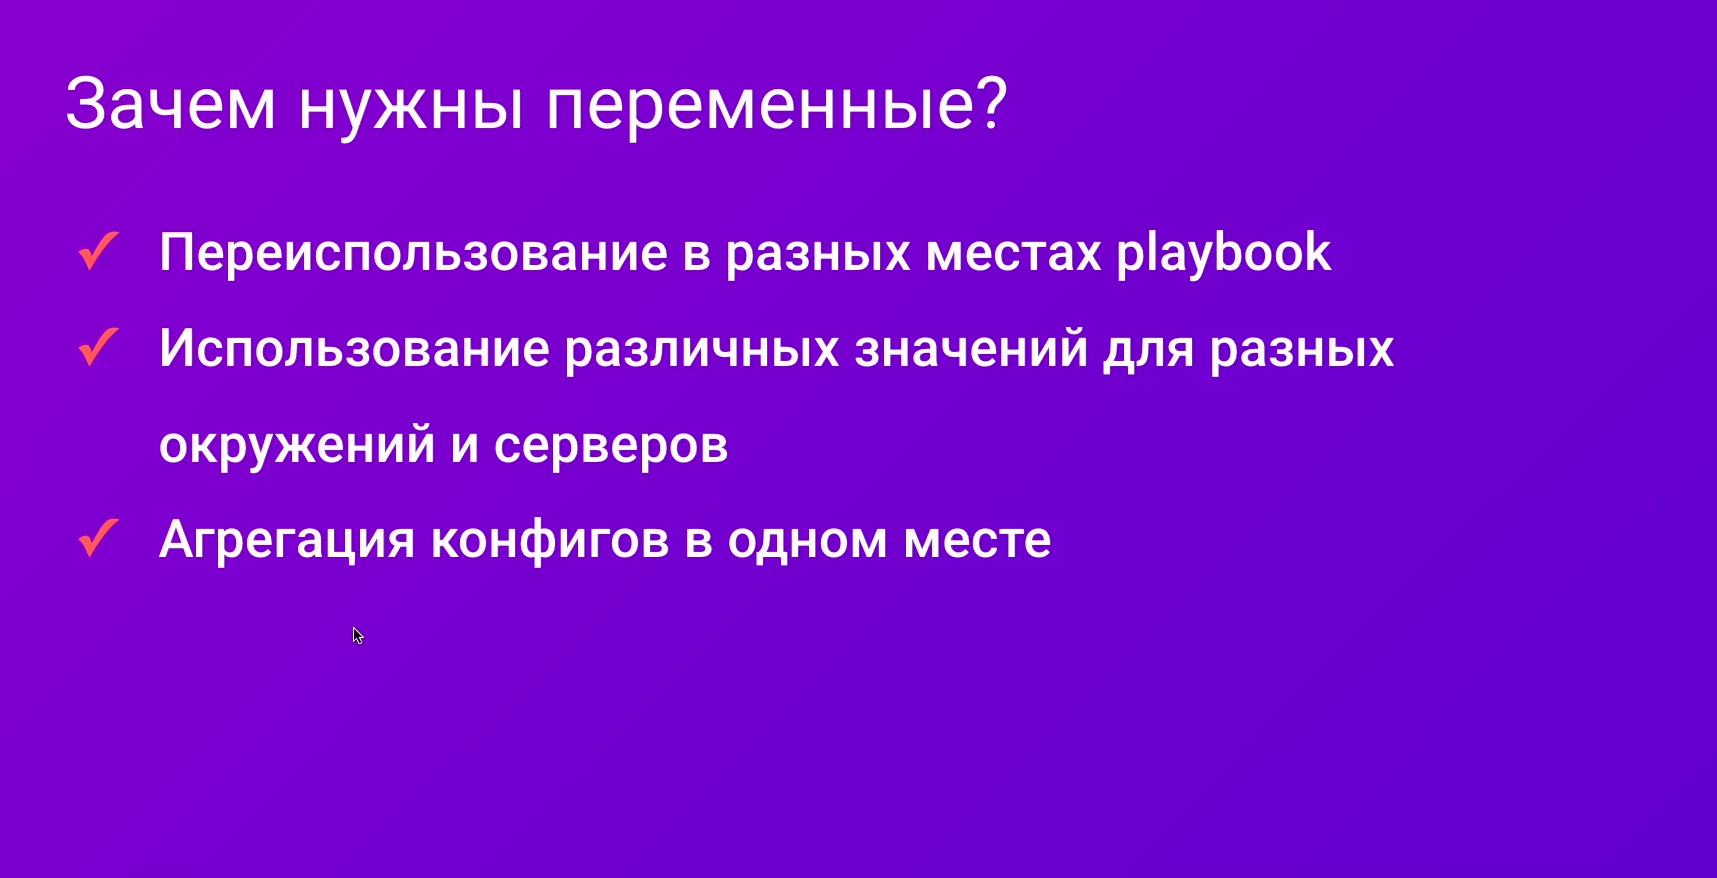 Зачем нужны переменные?
Переиспользование в разных местах playbook
Использование различных значений для разных
окружений и серверов
Агрегация конфигов в одном месте